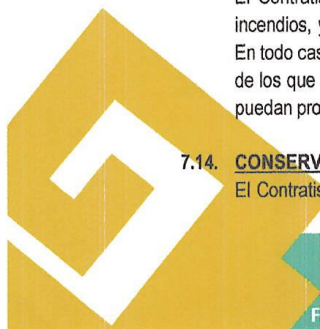 incendios, y
En todo cas
de los que
puedan pro
7.14. CONSERV
El Contratis